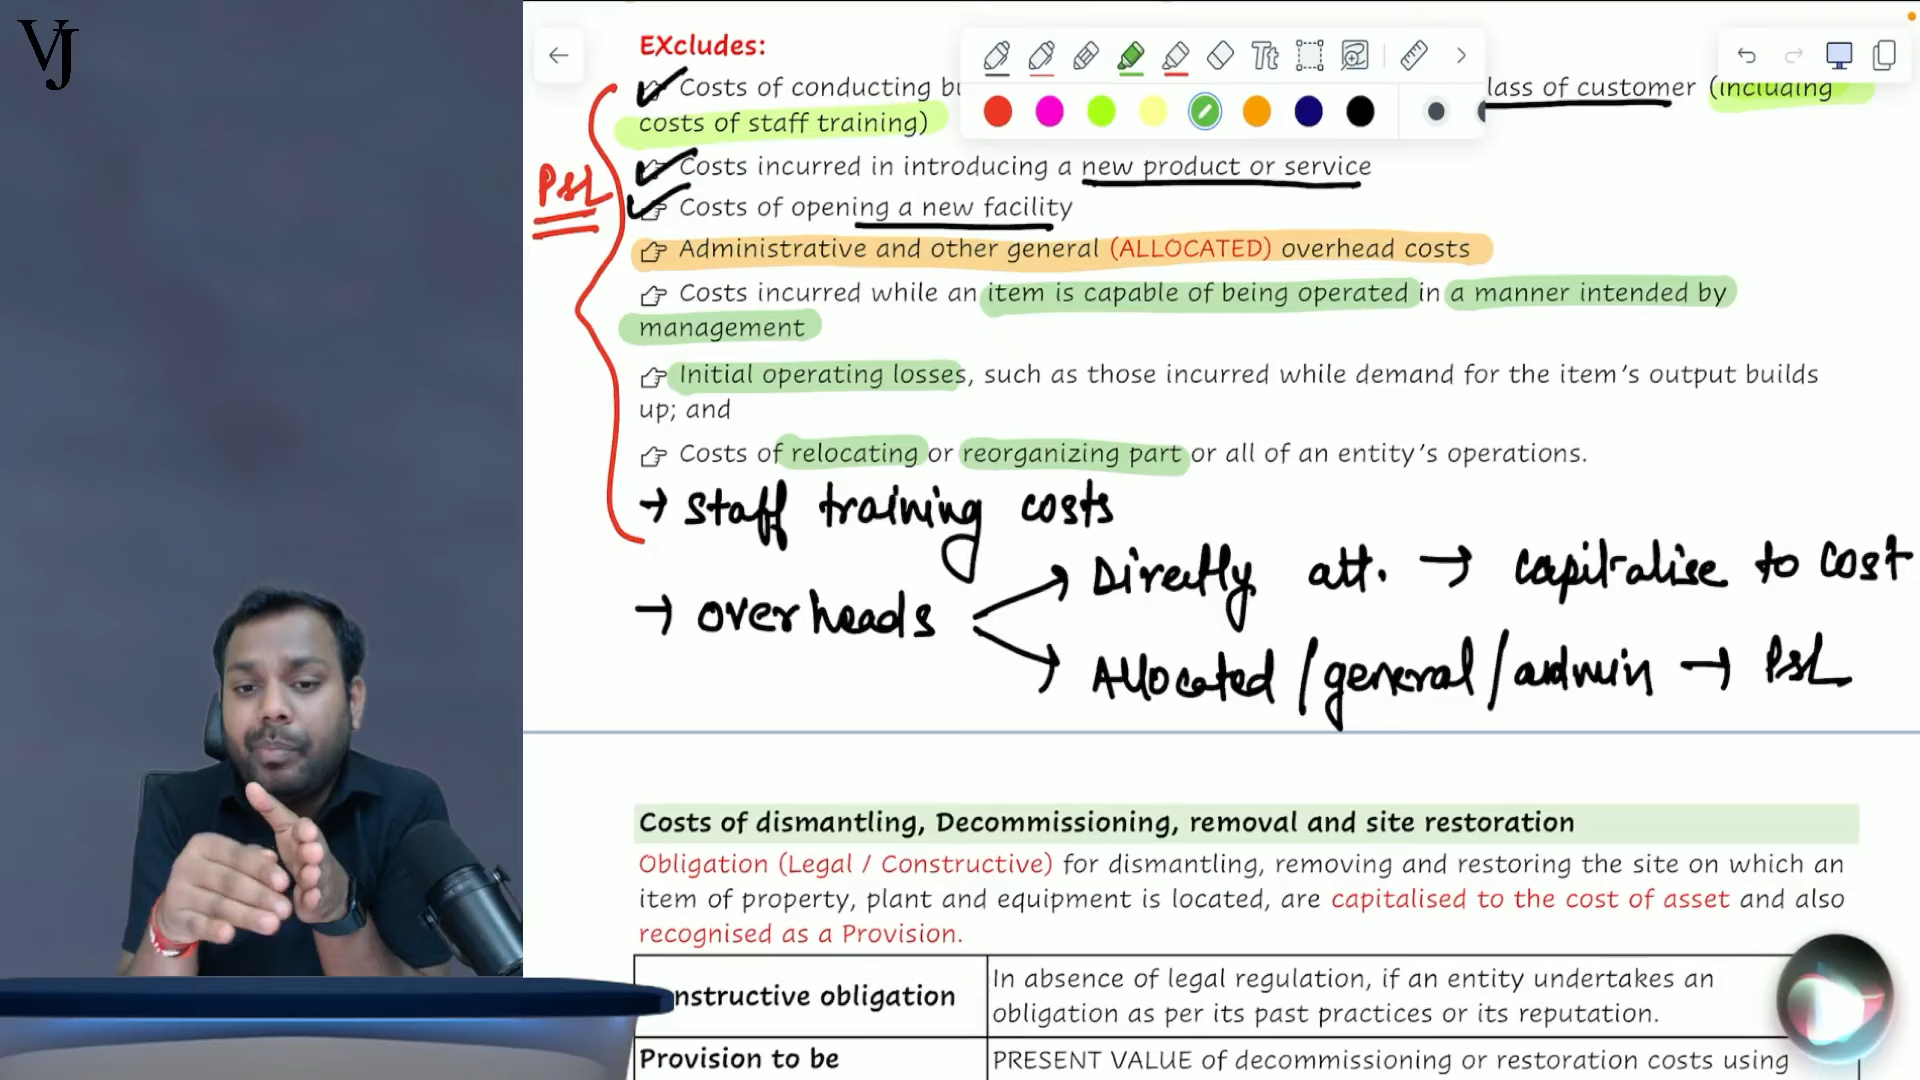 VJ
EXcludes:
Costs of conducting lass of customer (including
costs of staff training)
Costs incurred in introducing a new product or service
Costs of opening a new facility
Administrative and other general (ALLOCATED) overhead costs
Costs incurred while an item is capable of being operated in a manner intended by
management
Initial operating losses, such as those incurred while demand for the item's output builds
up; and
Costs of relocating or reorganizing part or all of an entity's operations.
P&L
→ Staff training costs
→ overheads
→ Directly att. → capitalise to cost
→ Allocated/general/admin → P&L
Tt
Costs of dismantling, Decommissioning, removal and site restoration
Obligation (Legal / Constructive) for dismantling, removing and restoring the site on which an
item of property, plant and equipment is located, are capitalised to the cost of asset and also
recognised as a Provision.
nstructive obligation
In absence of legal regulation, if an entity undertakes an
obligation as per its past practices or its reputation.
Provision to be
PRESENT VALUE of decommissioning or restoration costs using